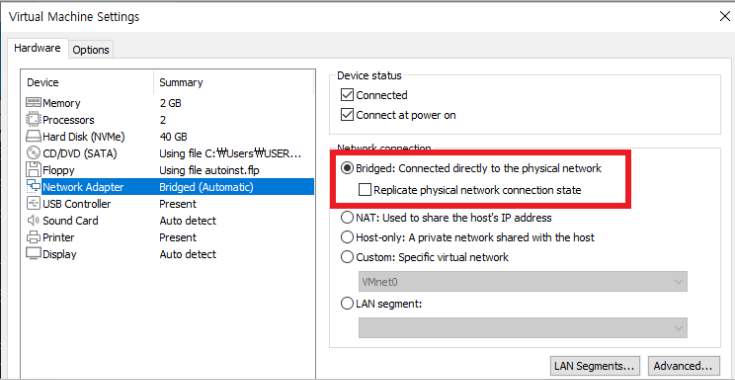 Virtual Machine Settings
Hardware Options
Device Summary
Memory 2 GB
Processors 2
Hard Disk (NVMe) 40 GB
CD/DVD (SATA) Using file C:₩Users₩USER...
Floppy Using file autoinst.flp
Network Adapter Bridged (Automatic)
USB Controller Present
Sound Card Auto detect
Printer Present
Display Auto detect
Device status
Connected
Connect at power on
Network connection
Bridged: Connected directly to the physical network
Replicate physical network connection state
NAT: Used to share the host's IP address
Host-only: A private network shared with the host
Custom: Specific virtual network
VMnet0
LAN segment:
LAN Segments... Advanced...